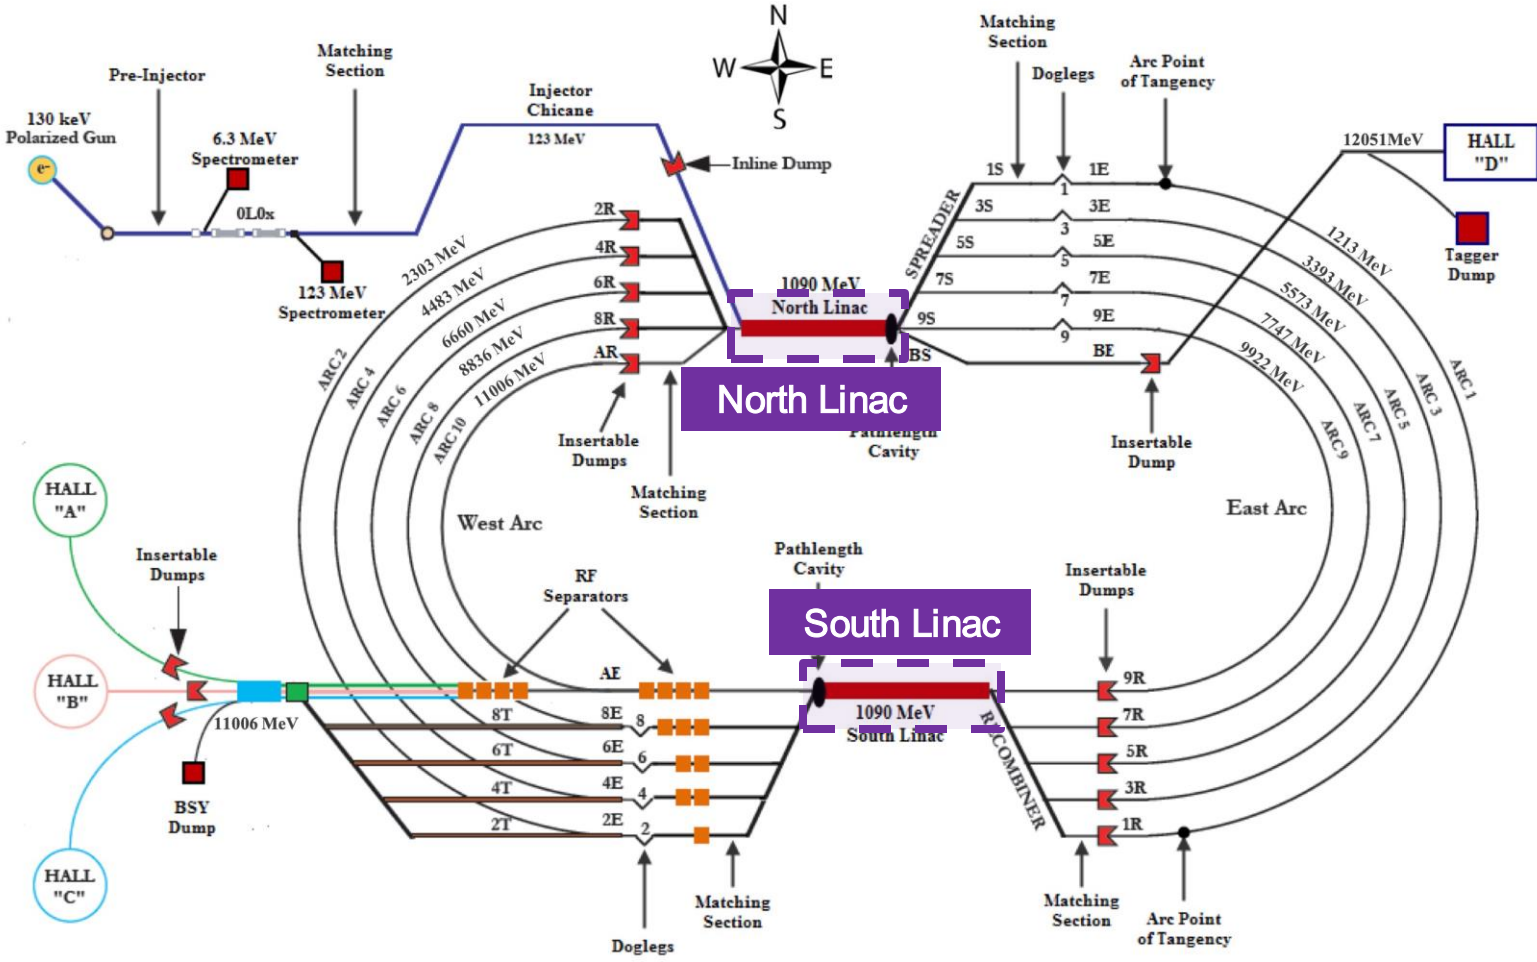 N
W
E
S
Matching
Section
Pre-Injector
Matching
Section
Injector
Chicane
123 MeV
Doglegs
Arc Point
of Tangency
130 keV
Polarized Gun
e-
6.3 MeV
Spectrometer
0L0x
123 MeV
Spectrometer
Inline Dump
12051MeV
HALL
"D"
Tagger
Dump
2R
4R
6R
8R
AR
2303 MeV
4483 MeV
6660 MeV
8836 MeV
11006 MeV
ARC 2
ARC 4
ARC 6
ARC 8
ARC 10
1090 MeV
North Linac
North Linac
SPREADER
1S
3S
5S
7S
9S
BS
1
3
5
7
9
1E
3E
5E
7E
9E
BE
1213 MeV
3393 MeV
5573 MeV
7747 MeV
9922 MeV
ARC 1
ARC 3
ARC 5
ARC 7
ARC 9
Insertable
Dumps
Matching
Section
Pathlength
Cavity
Insertable
Dump
West Arc
East Arc
HALL
"A"
Insertable
Dumps
RF
Separators
Pathlength
Cavity
Insertable
Dumps
South Linac
HALL
"B"
11006 MeV
BSY
Dump
HALL
"C"
AE
8T
8E
8
6T
6E
6
4T
4E
4
2T
2E
2
1090 MeV
South Linac
RECOMBINER
9R
7R
5R
3R
1R
Doglegs
Matching
Section
Matching
Section
Arc Point
of Tangency